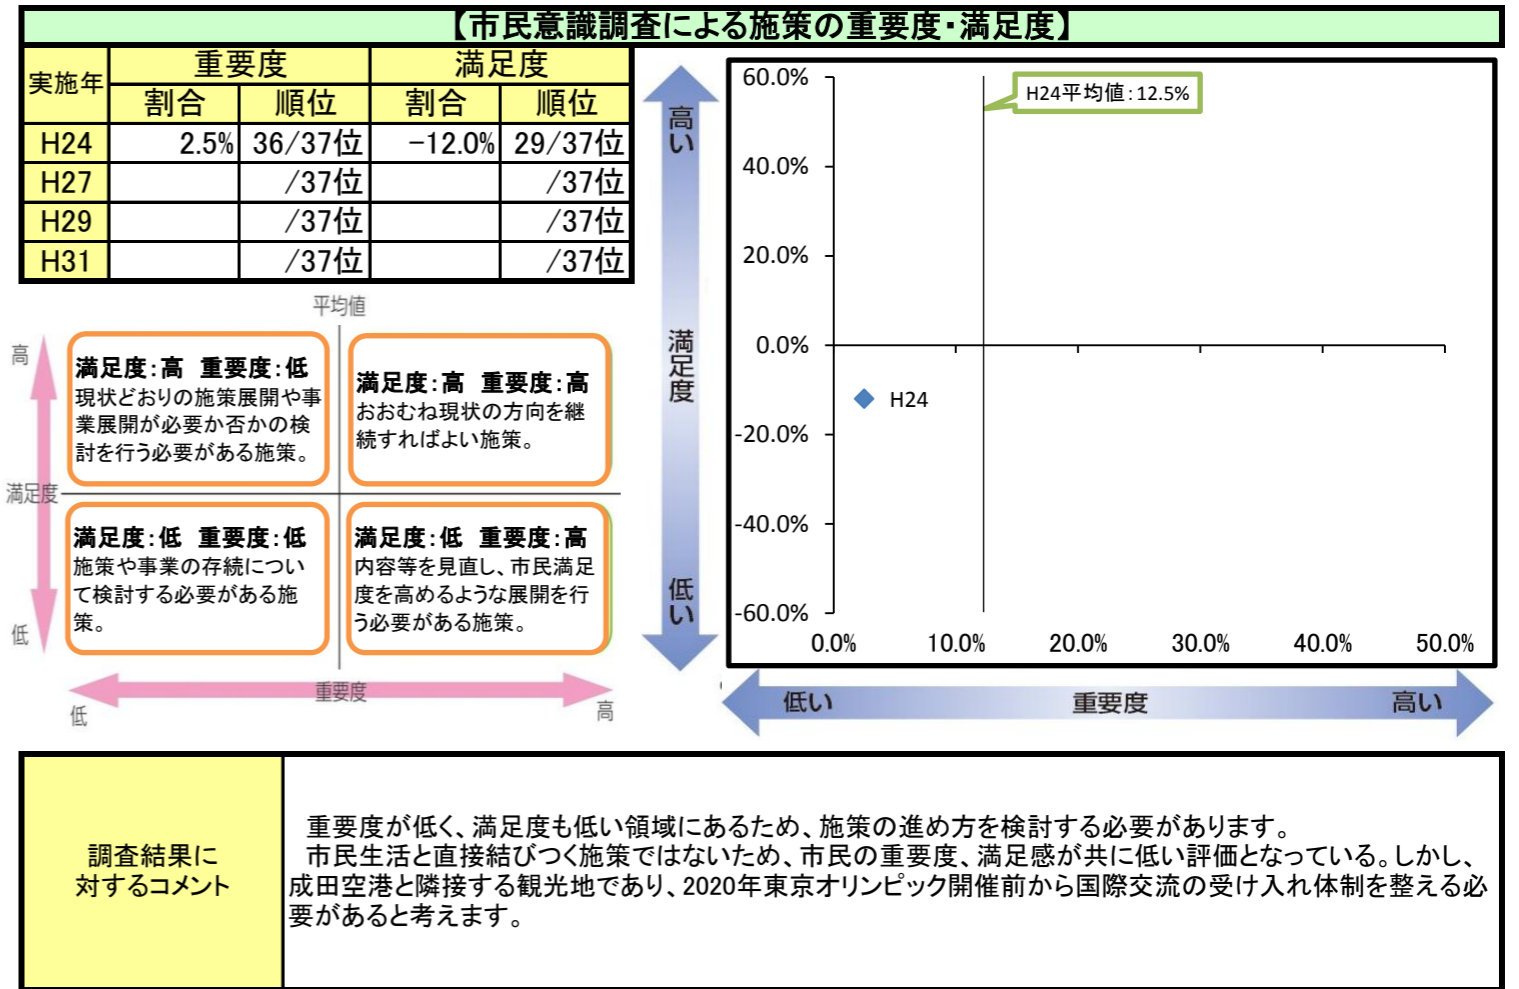 【市民意識調査による施策の重要度・満足度】
実施年 重要度 満足度
割合 順位 割合 順位
H24 2.5% 36/37位 -12.0% 29/37位
H27 /37位 /37位
H29 /37位 /37位
H31 /37位 /37位
平均値
高
満足度
低
満足度:高 重要度:低
現状どおりの施策展開や事
業展開が必要か否かの検
討を行う必要がある施策。
満足度:高 重要度:高
おおむね現状の方向を継
続すればよい施策。
満足度:低 重要度:低
施策や事業の存続につい
て検討する必要がある施
策。
満足度:低 重要度:高
内容等を見直し、市民満足
度を高めるような展開を行
う必要がある施策。
低 重要度 高
高い
満足度
低い
60.0%
40.0%
20.0%
0.0%
-20.0%
-40.0%
-60.0%
H24平均値:12.5%
H24
0.0% 10.0% 20.0% 30.0% 40.0% 50.0%
低い 重要度 高い
調査結果に
対するコメント
重要度が低く、満足度も低い領域にあるため、施策の進め方を検討する必要があります。
市民生活と直接結びつく施策ではないため、市民の重要度、満足感が共に低い評価となっている。しかし、
成田空港と隣接する観光地であり、2020年東京オリンピック開催前から国際交流の受け入れ体制を整える必
要があると考えます。